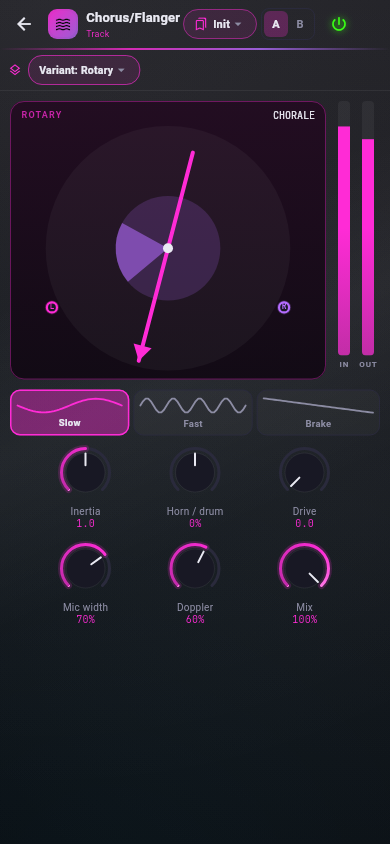 Chorus/Flanger
Track
Init
A
B
Variant: Rotary
ROTARY
CHORALE
L
R
IN
OUT
Slow
Fast
Brake
Inertia
1.0
Horn / drum
0%
Drive
0.0
Mic width
70%
Doppler
60%
Mix
100%